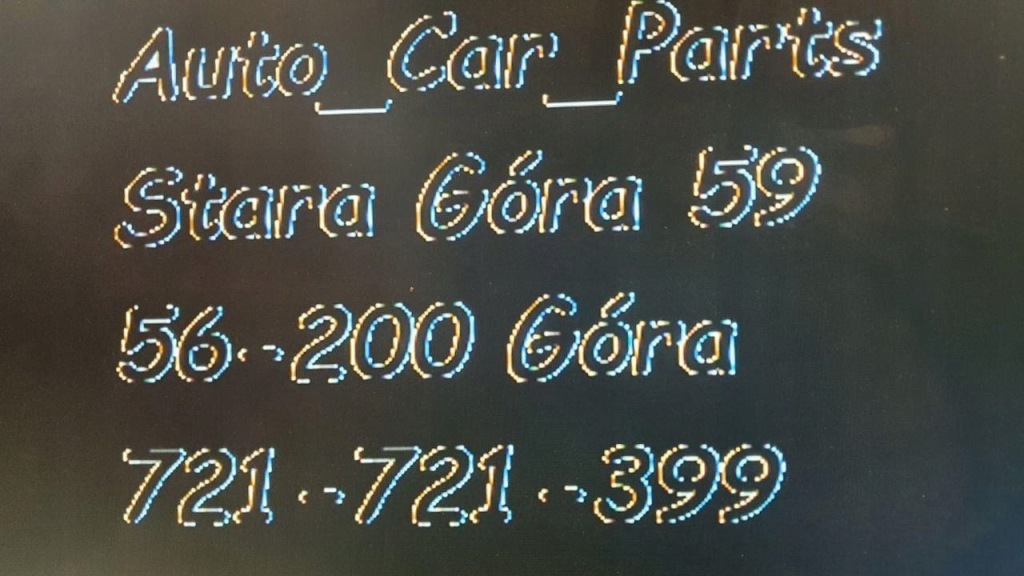 Auto_Car_Parts
Stara Góra 59
56-200 Góra
721-721-399